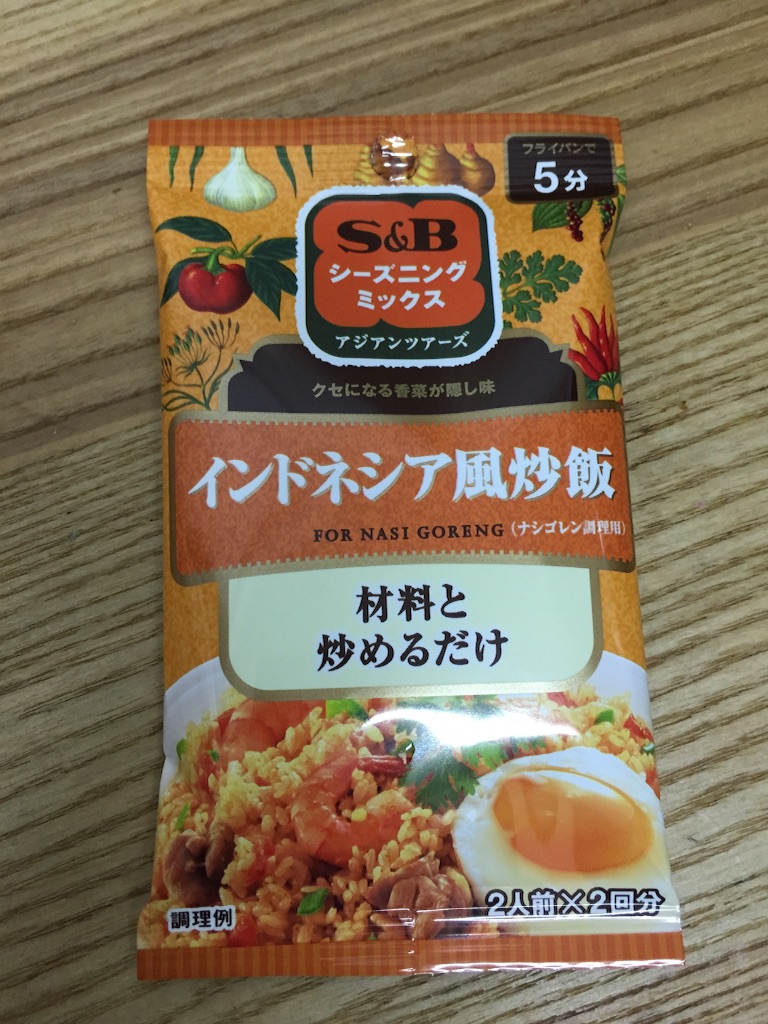 フライパンで
5分
S&B
シーズニング
ミックス
アジアンツアーズ
クセになる香菜が隠し味
インドネシア風炒飯
FOR NASI GORENG (ナシゴレン調理用)
材料と
炒めるだけ
調理例
2人前×2回分